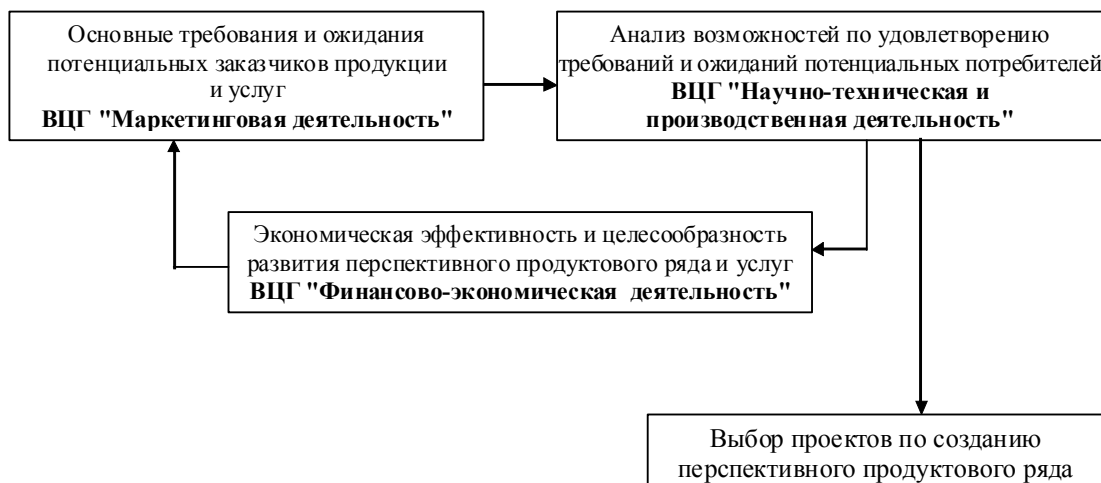 Основные требования и ожидания
потенциальных заказчиков продукции
и услуг
ВЦГ "Маркетинговая деятельность"
Анализ возможностей по удовлетворению
требований и ожиданий потенциальных потребителей
ВЦГ "Научно-техническая и
производственная деятельность"
Экономическая эффективность и целесообразность
развития перспективного продуктового ряда и услуг
ВЦГ "Финансово-экономическая деятельность"
Выбор проектов по созданию
перспективного продуктового ряда